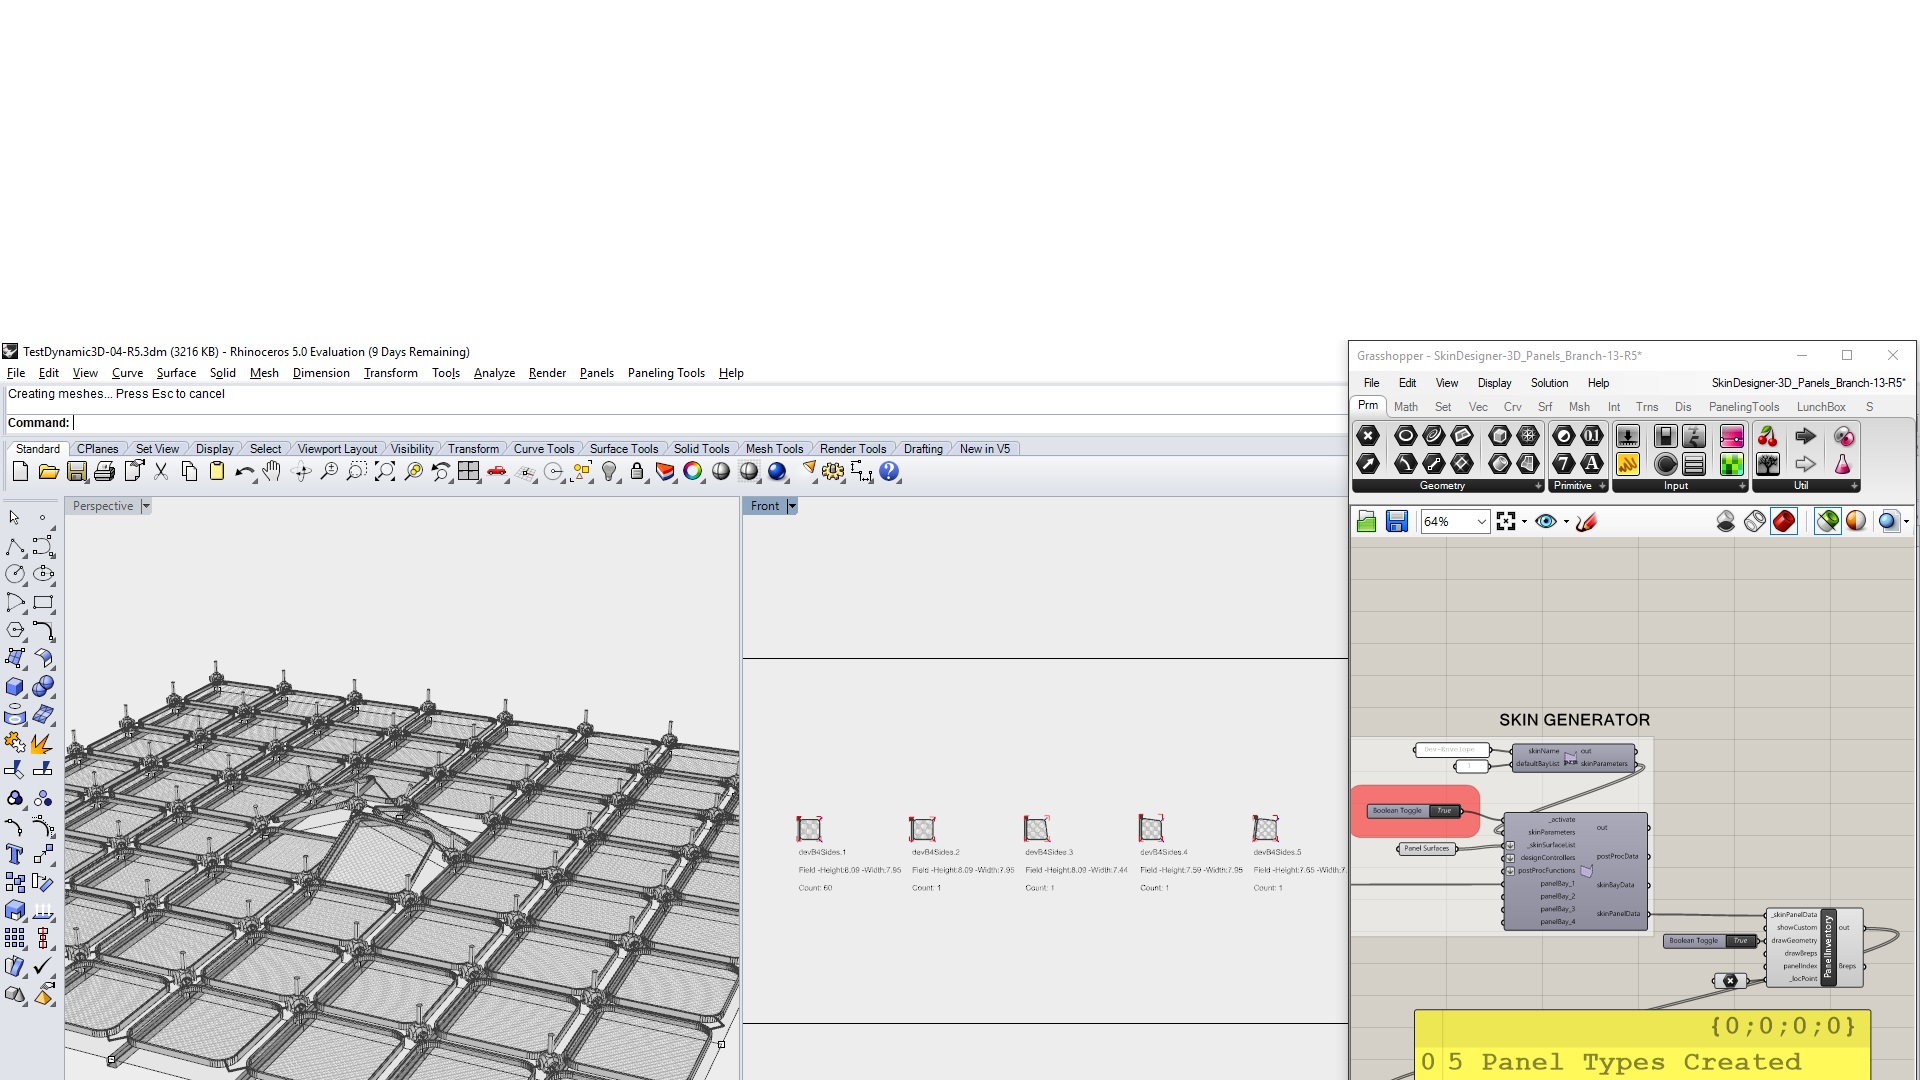 TestDynamic3D-04-R5.3dm (3216 KB) - Rhinoceros 5.0 Evaluation (9 Days Remaining)
File Edit View Curve Surface Solid Mesh Dimension Transform Tools Analyze Render Panels Paneling Tools Help
Creating meshes... Press Esc to cancel
Command:
Standard CPlanes Set View Display Select Viewport Layout Visibility Transform Curve Tools Surface Tools Solid Tools Mesh Tools Render Tools Drafting New in V5
Perspective
Front
devB4Sides.1 devB4Sides.2 devB4Sides.3 devB4Sides.4 devB4Sides.5
Field -Height:8.09 -Width:7.95 Field -Height:8.09 -Width:7.95 Field -Height:8.09 -Width:7.44 Field -Height:7.59 -Width:7.95 Field -Height:7.65 -Width:7.
Count: 60 Count: 1 Count: 1 Count: 1 Count: 1
Grasshopper - SkinDesigner-3D_Panels_Branch-13-R5*
File Edit View Display Solution Help SkinDesigner-3D_Panels_Branch-13-R5*
Prm Math Set Vec Crv Srf Msh Int Trns Dis PanelingTools LunchBox S
Geometry Primitive Input Util
64%
SKIN GENERATOR
Dev-Envelope
skinName out
defaultBayList skinParameters
Boolean Toggle True
Panel Surfaces
_activate
skinParameters
_skinSurfaceList
designControllers
postProcFunctions
panelBay_1
panelBay_2
panelBay_3
panelBay_4
out
postProcData
skinBayData
skinPanelData
Boolean Toggle True
_skinPanelData
showCustom
drawGeometry
drawBreps
panelIndex
_locPoint
PanelInventory
out
Breps
{0;0;0;0}
0 5 Panel Types Created